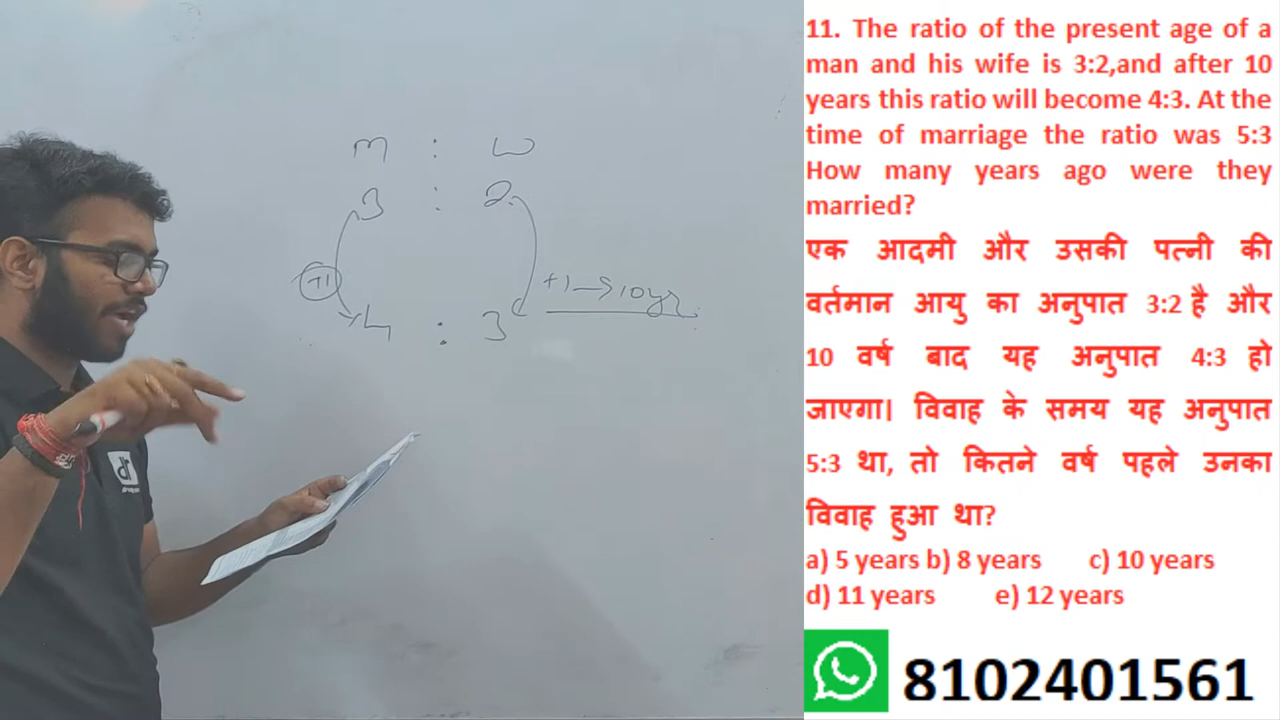 M : W
3 : 2
+1
+1 → 10yr
4 : 3
dr
11. The ratio of the present age of a
man and his wife is 3:2,and after 10
years this ratio will become 4:3. At the
time of marriage the ratio was 5:3
How many years ago were they
married?
एक आदमी और उसकी पत्नी की
वर्तमान आयु का अनुपात 3:2 है और
10 वर्ष बाद यह अनुपात 4:3 हो
जाएगा। विवाह के समय यह अनुपात
5:3 था, तो कितने वर्ष पहले उनका
विवाह हुआ था?
a) 5 years b) 8 years c) 10 years
d) 11 years e) 12 years
8102401561